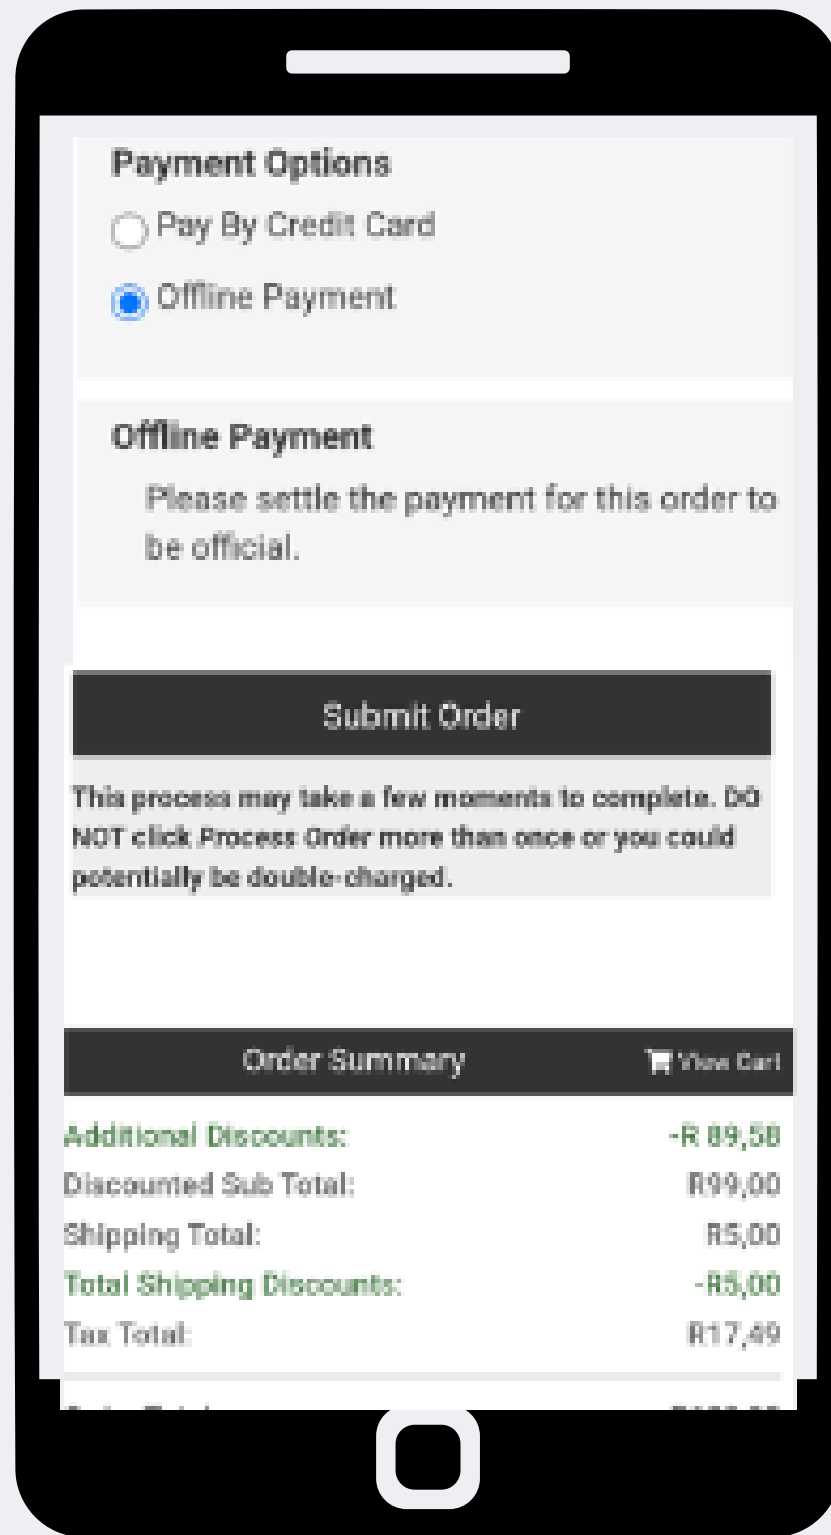 Payment Options
Pay By Credit Card
Offline Payment
Offline Payment
Please settle the payment for this order to
be official.
Submit Order
This process may take a few moments to complete. DO
NOT click Process Order more than once or you could
potentially be double-charged.
Order Summary View Cart
Additional Discounts: -R 89,58
Discounted Sub Total: R99,00
Shipping Total: R5,00
Total Shipping Discounts: -R5,00
Tax Total: R17,49